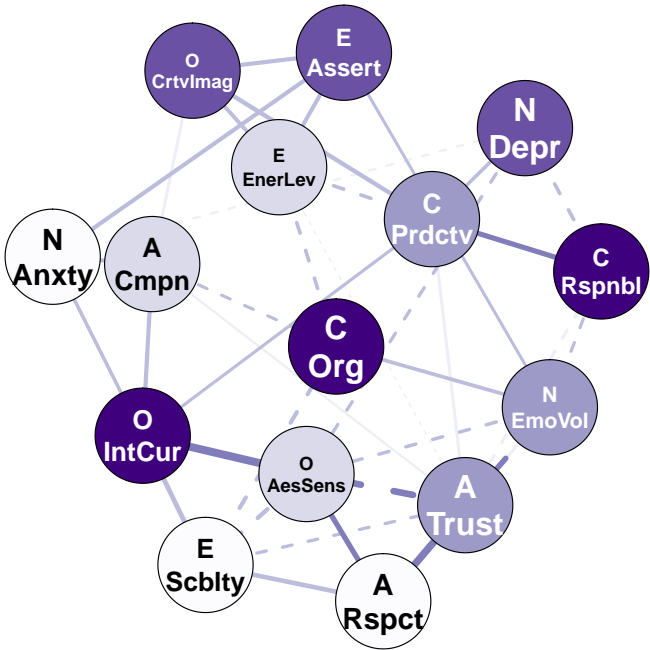 E
Assert
O
CrtvImag
N
Depr
E
EnerLev
C
Prdctv
N
Anxty
A
Cmpn
C
Rspnbl
C
Org
N
EmoVol
O
IntCur
O
AesSens
A
Trust
E
Scblty
A
Rspct